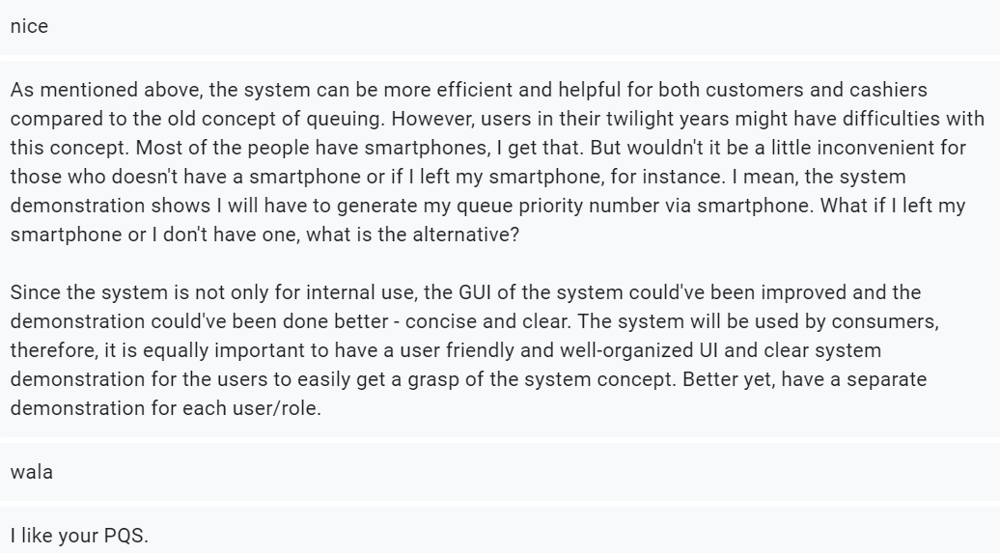 nice
As mentioned above, the system can be more efficient and helpful for both customers and cashiers
compared to the old concept of queuing. However, users in their twilight years might have difficulties with
this concept. Most of the people have smartphones, I get that. But wouldn't it be a little inconvenient for
those who doesn't have a smartphone or if I left my smartphone, for instance. I mean, the system
demonstration shows I will have to generate my queue priority number via smartphone. What if I left my
smartphone or I don't have one, what is the alternative?
Since the system is not only for internal use, the GUI of the system could've been improved and the
demonstration could've been done better - concise and clear. The system will be used by consumers,
therefore, it is equally important to have a user friendly and well-organized UI and clear system
demonstration for the users to easily get a grasp of the system concept. Better yet, have a separate
demonstration for each user/role.
wala
I like your PQS.